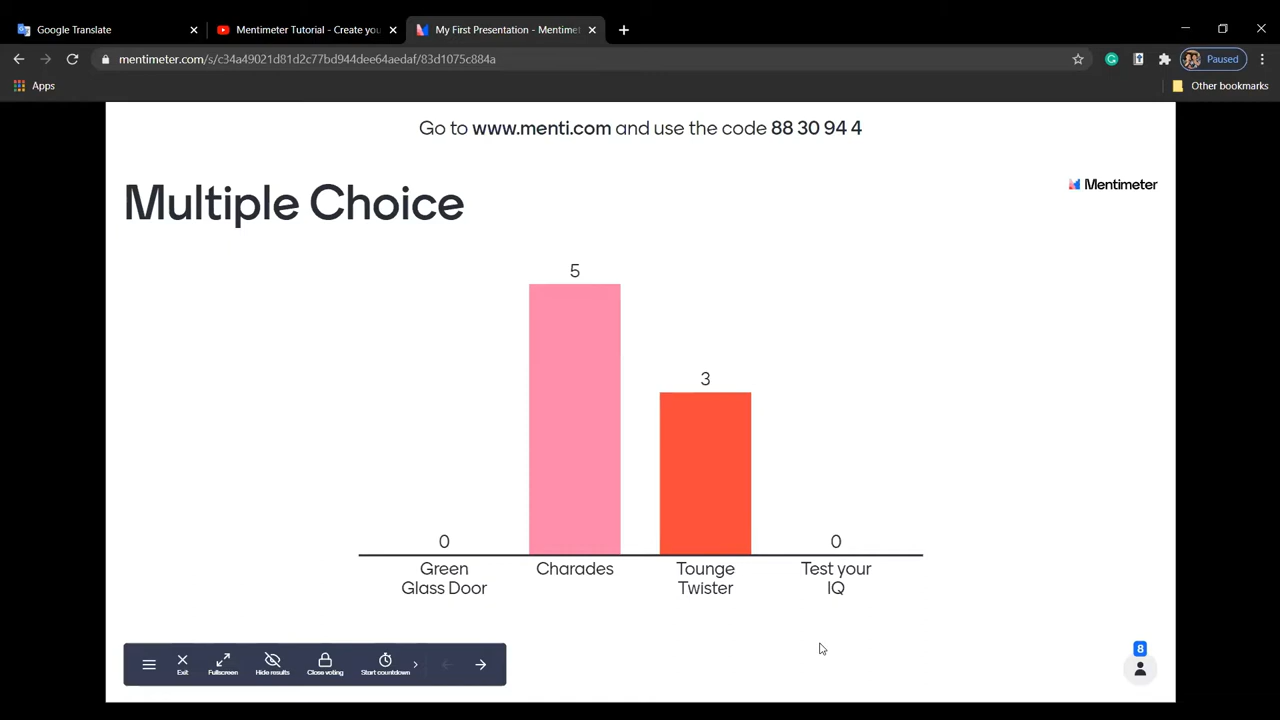 Google Translate
Mentimeter Tutorial - Create you
My First Presentation - Mentimet
mentimeter.com/s/c34a49021d81d2c77bd944dee64aedaf/83d1075c884a
Paused
Apps
Other bookmarks
Go to www.menti.com and use the code 88 30 94 4
Mentimeter
Multiple Choice
5
3
0
0
Green
Glass Door
Charades
Tounge
Twister
Test your
IQ
Exit
Fullscreen
Hide results
Close voting
Start countdown
8